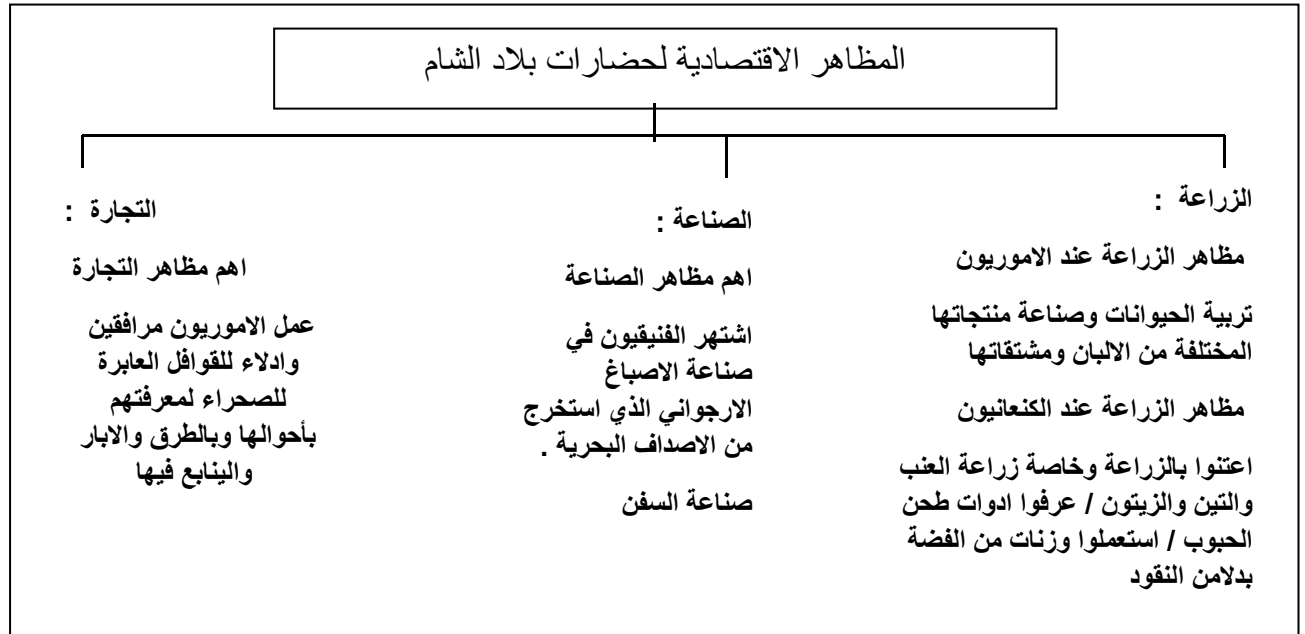 المظاهر الاقتصادية لحضارات بلاد الشام
الزراعة :
مظاهر الزراعة عند الاموريون
تربية الحيوانات وصناعة منتجاتها
المختلفة من الالبان ومشتقاتها
مظاهر الزراعة عند الكنعانيون
اعتنوا بالزراعة وخاصة زراعة العنب
والتين والزيتون / عرفوا ادوات طحن
الحبوب / استعملوا وزنات من الفضة
بدلامن النقود
الصناعة :
اهم مظاهر الصناعة
اشتهر الفنيقيون في
صناعة الاصباغ
الارجواني الذي استخرج
من الاصداف البحرية .
صناعة السفن
التجارة :
اهم مظاهر التجارة
عمل الاموريون مرافقين
وادلاء للقوافل العابرة
للصحراء لمعرفتهم
بأحوالها وبالطرق والابار
والينابع فيها